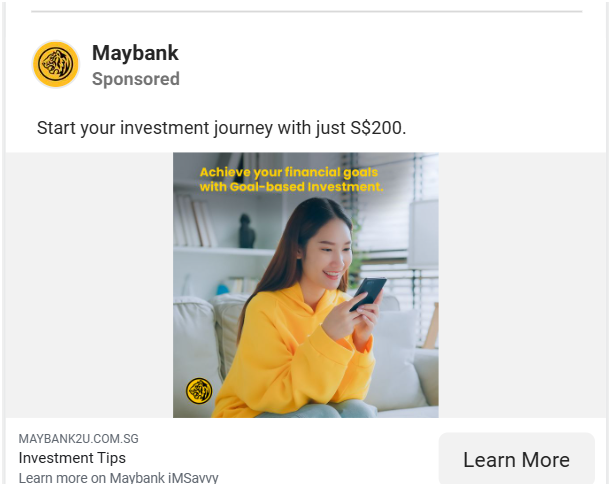 Maybank
Sponsored
Start your investment journey with just S$200.
Achieve your financial goals
with Goal-based Investment.
MAYBANK2U.COM.SG
Investment Tips
Learn more on Maybank iMSavvy
Learn More